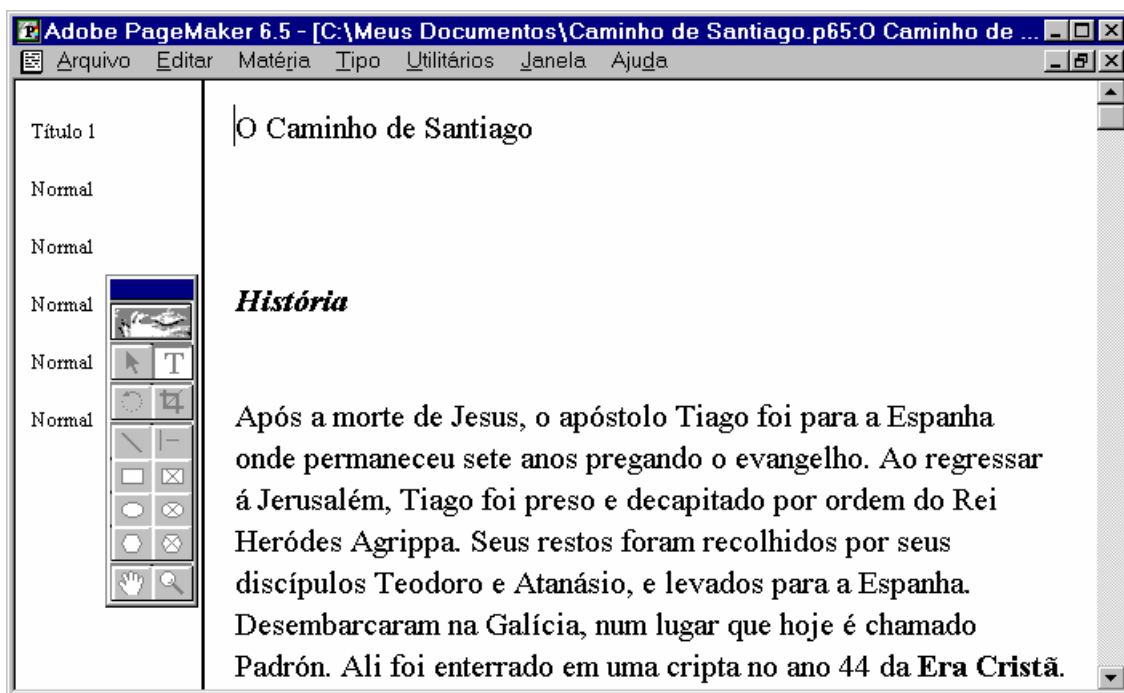 Adobe PageMaker 6.5 - [C:\Meus Documentos\Caminho de Santiago.p65:O Caminho de ...
Arquivo Editar Matéria Tipo Utilitários Janela Ajuda
Título 1
O Caminho de Santiago
Normal
Normal
Normal
História
T
Normal
Normal
Após a morte de Jesus, o apóstolo Tiago foi para a Espanha
onde permaneceu sete anos pregando o evangelho. Ao regressar
á Jerusalém, Tiago foi preso e decapitado por ordem do Rei
Heródes Agrippa. Seus restos foram recolhidos por seus
discípulos Teodoro e Atanásio, e levados para a Espanha.
Desembarcaram na Galícia, num lugar que hoje é chamado
Padrón. Ali foi enterrado em uma cripta no ano 44 da Era Cristã.